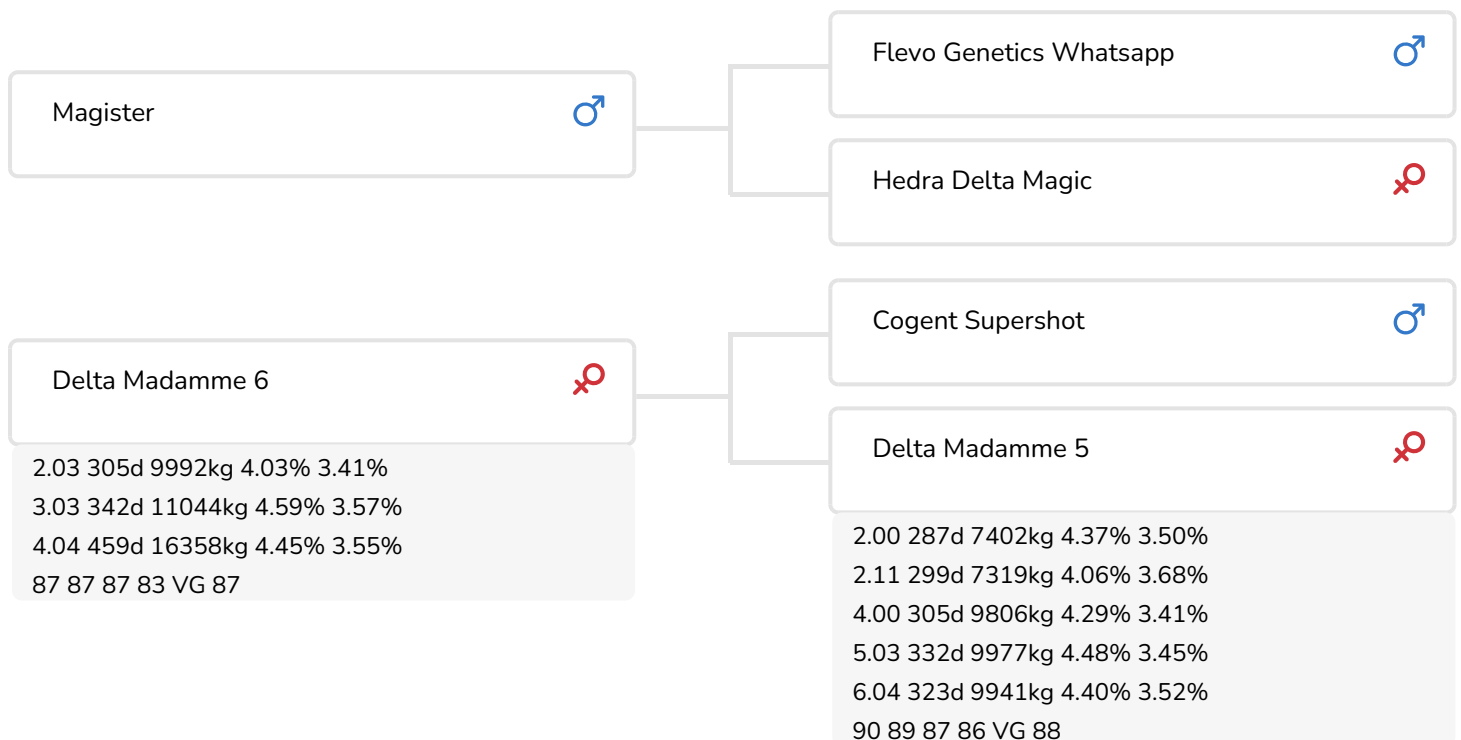 Magister
Flevo Genetics Whatsapp
Hedra Delta Magic
Delta Madamme 6
2.03 305d 9992kg 4.03% 3.41%
3.03 342d 11044kg 4.59% 3.57%
4.04 459d 16358kg 4.45% 3.55%
87 87 87 83 VG 87
Cogent Supershot
Delta Madamme 5
2.00 287d 7402kg 4.37% 3.50%
2.11 299d 7319kg 4.06% 3.68%
4.00 305d 9806kg 4.29% 3.41%
5.03 332d 9977kg 4.48% 3.45%
6.04 323d 9941kg 4.40% 3.52%
90 89 87 86 VG 88